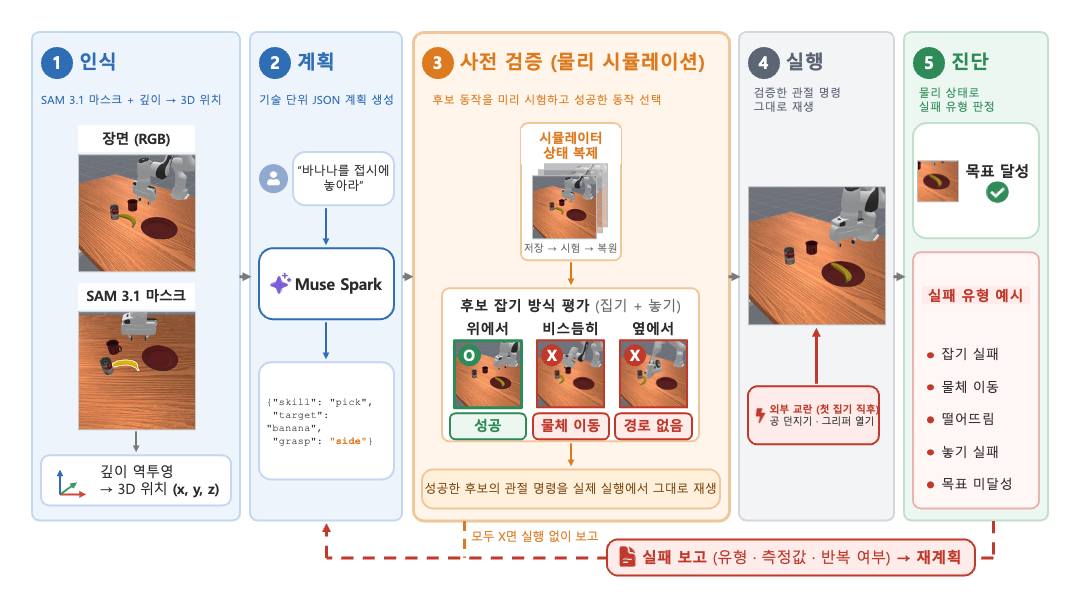 1 인식
SAM 3.1 마스크 + 깊이 → 3D 위치
장면 (RGB)
SAM 3.1 마스크
깊이 역투영
→ 3D 위치 (x, y, z)
2 계획
기술 단위 JSON 계획 생성
“바나나를 접시에
놓아라”
Muse Spark
{"skill": "pick",
"target":
"banana",
"grasp": "side"}
3 사전 검증 (물리 시뮬레이션)
후보 동작을 미리 시험하고 성공한 동작 선택
시뮬레이터
상태 복제
저장 → 시험 → 복원
후보 잡기 방식 평가 (집기 + 놓기)
위에서 비스듬히 옆에서
O X X
성공 물체 이동 경로 없음
성공한 후보의 관절 명령을 실제 실행에서 그대로 재생
4 실행
검증한 관절 명령
그대로 재생
외부 교란 (첫 집기 직후)
공 던지기 · 그리퍼 열기
5 진단
물리 상태로
실패 유형 판정
목표 달성
실패 유형 예시
• 잡기 실패
• 물체 이동
• 떨어뜨림
• 놓기 실패
• 목표 미달성
모두 X면 실행 없이 보고
실패 보고 (유형 · 측정값 · 반복 여부) → 재계획